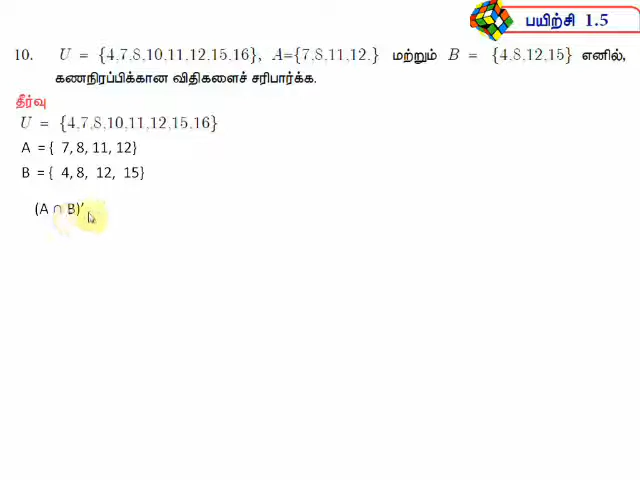 பயிற்சி 1.5
10. U = {4,7,8,10,11,12,15,16}, A={7,8,11,12.} மற்றும் B = {4,8,12,15} எனில்,
கணநிரப்பிக்கான விதிகளைச் சரிபார்க்க.
தீர்வு
U = {4,7,8,10,11,12,15,16}
A = { 7, 8, 11, 12}
B = { 4, 8, 12, 15}
(A ∩ B)′